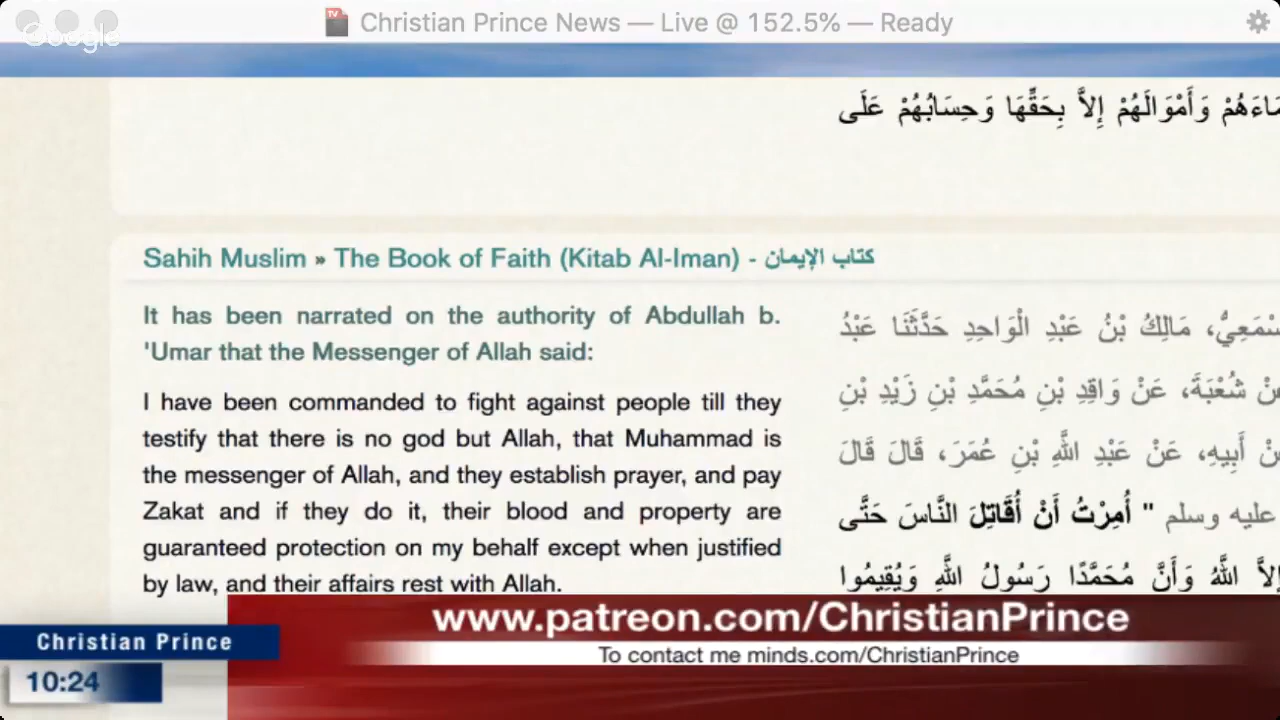 Google
Christian Prince News — Live @ 152.5% — Ready
وَأَمْوَالَهُمْ إِلاَّ بِحَقِّهَا وَحِسَابُهُمْ عَلَى
Sahih Muslim » The Book of Faith (Kitab Al-Iman) - كتاب الإيمان
It has been narrated on the authority of Abdullah b.
'Umar that the Messenger of Allah said:
I have been commanded to fight against people till they
testify that there is no god but Allah, that Muhammad is
the messenger of Allah, and they establish prayer, and pay
Zakat and if they do it, their blood and property are
guaranteed protection on my behalf except when justified
by law, and their affairs rest with Allah.
مَالِكُ بْنُ عَبْدِ الْوَاحِدِ حَدَّثَنَا عَبْدُ
شُعْبَةَ، عَنْ وَاقِدِ بْنِ مُحَمَّدِ بْنِ زَيْدِ بْنِ
أَبِيهِ، عَنْ عَبْدِ اللَّهِ بْنِ عُمَرَ، قَالَ قَالَ
عليه وسلم " أُمِرْتُ أَنْ أُقَاتِلَ النَّاسَ حَتَّى
اللَّهُ وَأَنَّ مُحَمَّدًا رَسُولُ اللَّهِ وَيُقِيمُوا
www.patreon.com/ChristianPrince
To contact me minds.com/ChristianPrince
Christian Prince
10:24